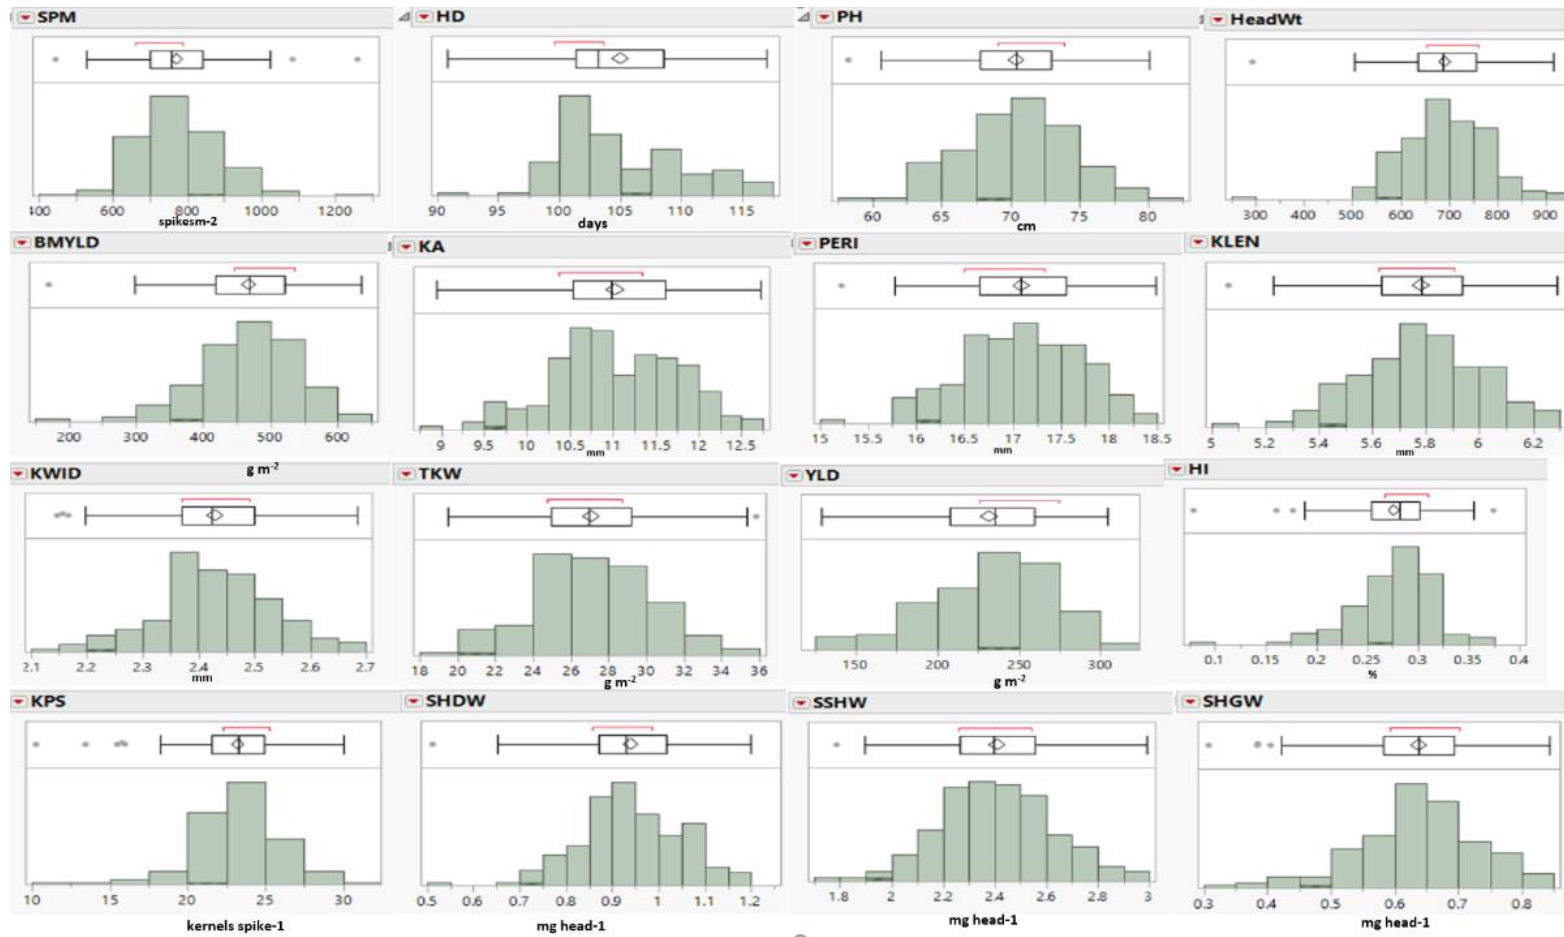 SPM HD PH HeadWt
400 600 800 1000 1200 90 95 100 105 110 115 60 65 70 75 80 300 400 500 600 700 800 900
spikesm-2 days cm
BMYLD KA PERI KLEN
200 300 400 500 600 9 9.5 10 10.5 11 11.5 12 12.5 15 15.5 16 16.5 17 17.5 18 18.5 5 5.2 5.4 5.6 5.8 6 6.2
g m-2 mm mm mm
KWID TKW YLD HI
2.1 2.2 2.3 2.4 2.5 2.6 2.7 18 20 22 24 26 28 30 32 34 36 150 200 250 300 0.1 0.15 0.2 0.25 0.3 0.35 0.4
mm g m-2 g m-2 %
KPS SHDW SSHW SHGW
10 15 20 25 30 0.5 0.6 0.7 0.8 0.9 1 1.1 1.2 1.8 2 2.2 2.4 2.6 2.8 3 0.3 0.4 0.5 0.6 0.7 0.8
kernels spike-1 mg head-1 mg head-1 mg head-1